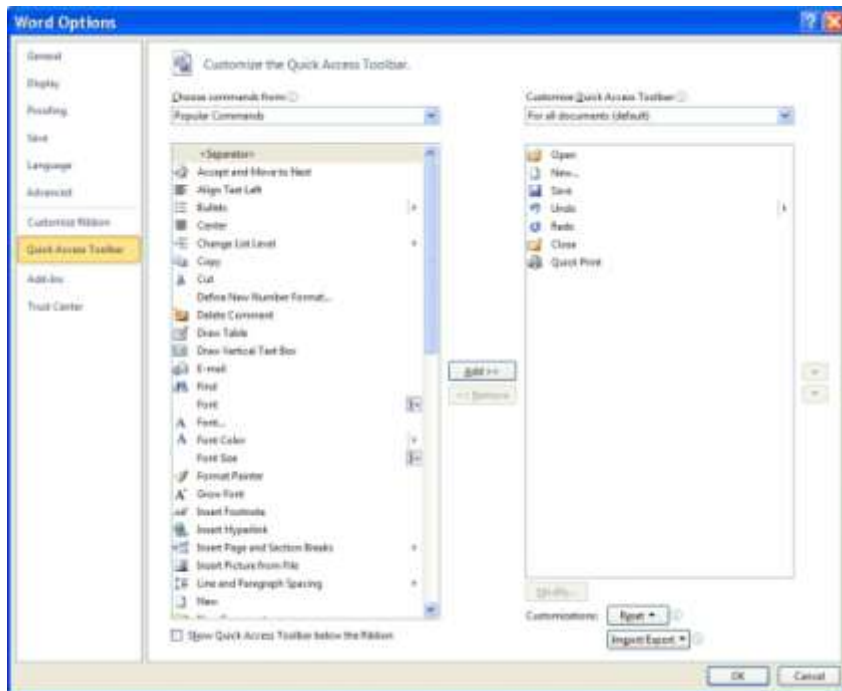 Word Options
General
Display
Proofing
Save
Language
Advanced
Customize Ribbon
Quick Access Toolbar
Add-Ins
Trust Center
Customize the Quick Access Toolbar.
Choose commands from:
Popular Commands
<Separator>
Accept and Move to Next
Align Text Left
Bullets
Center
Change List Level
Copy
Cut
Define New Number Format...
Delete Comment
Draw Table
Draw Vertical Text Box
E-mail
Find
Font
Font...
Font Color
Font Size
Format Painter
Grow Font
Insert Footnote
Insert Hyperlink
Insert Page and Section Breaks
Insert Picture from File
Line and Paragraph Spacing
New
Show Quick Access Toolbar below the Ribbon
Add >>
<< Remove
Customize Quick Access Toolbar:
For all documents (default)
Open
New...
Save
Undo
Redo
Close
Quick Print
Modify...
Customizations:
Reset
Import/Export
OK
Cancel